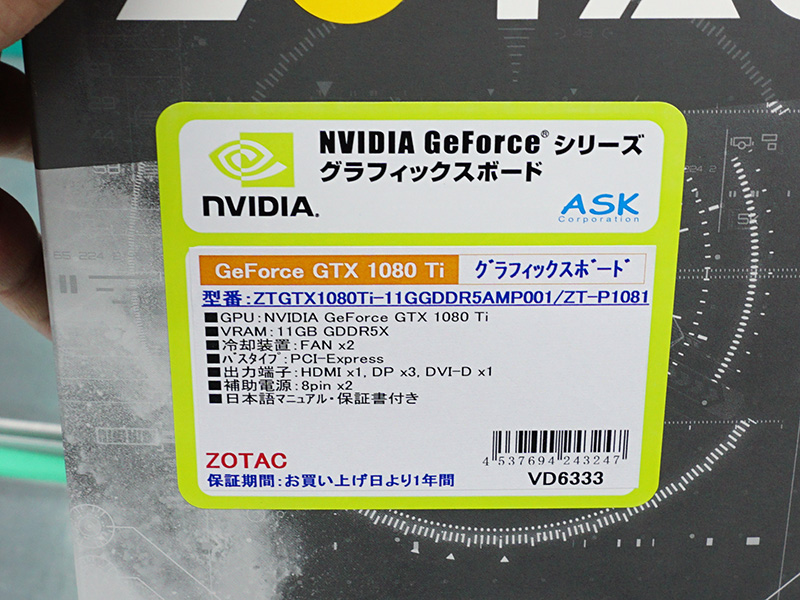 NVIDIA GeForce® シリーズ
グラフィックスボード
NVIDIA.
ASK
Corporation
GeForce GTX 1080 Ti グラフィックスボード
型番:ZTGTX1080Ti-11GGDDR5AMP001/ZT-P1081
■GPU:NVIDIA GeForce GTX 1080 Ti
■VRAM:11GB GDDR5X
■冷却装置:FAN x2
■バスタイプ:PCI-Express
■出力端子:HDMI x1, DP x3, DVI-D x1
■補助電源:8pin x2
■日本語マニュアル・保証書付き
ZOTAC
保証期間:お買い上げ日より1年間
4 537694 243247
VD6333